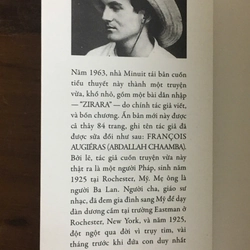 Năm 1963, nhà Minuit tái bản cuốn
tiểu thuyết này thành một truyện
vừa, khổ nhỏ, gồm một bài dẫn nhập
– “ZIRARA” – do chính tác giả viết,
và bốn chương. Ấn bản mới này được
cả thảy 84 trang, ghi tên tác giả đã
được sửa đổi như sau: FRANÇOIS
AUGIÉRAS (ABDALLAH CHAAMBA).
Bởi lẽ, tác giả cuốn truyện vừa này
thật ra là một người Pháp, sinh năm
1925 tại Rochester, Mỹ. Mẹ ông là
người Ba Lan. Người cha, giáo sư
nhạc, đã đem gia đình sang Mỹ để dạy
đàn dương cầm tại trường Eastman ở
Rochester, New York, và năm 1925,
đột ngột qua đời vì trụy tim, vài
tháng trước khi đứa con duy nhất